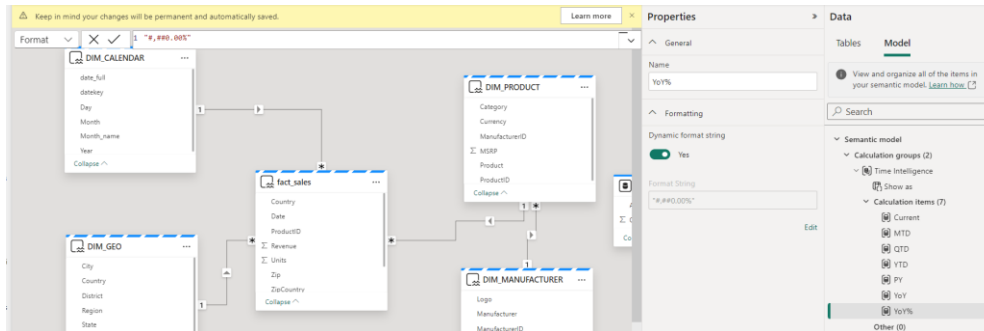 Keep in mind your changes will be permanent and automatically saved.
Learn more
Format
1 "#,##0.00%"
DIM_CALENDAR
date_full
datekey
Day
Month
Month_name
Year
Collapse
1
*
DIM_PRODUCT
Category
Currency
ManufacturerID
MSRP
Product
ProductID
Collapse
1
*
fact_sales
Country
Date
ProductID
Revenue
Units
Zip
ZipCountry
Collapse
*
*
DIM_GEO
City
Country
District
Region
State
1
1
DIM_MANUFACTURER
Logo
Manufacturer
ManufacturerID
Co
Properties
General
Name
YoY%
Formatting
Dynamic format string
Yes
Format String
"#,##0.00%"
Edit
Data
Tables
Model
View and organize all of the items in
your semantic model. Learn how
Search
Semantic model
Calculation groups (2)
Time Intelligence
Show as
Calculation items (7)
Current
MTD
QTD
YTD
PY
YoY
YoY%
Other (0)